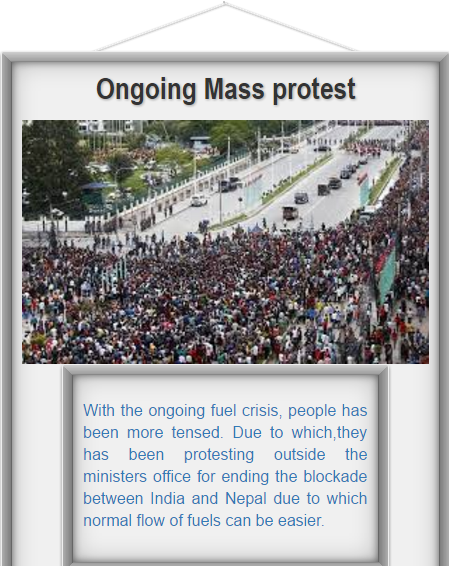 Ongoing Mass protest
With the ongoing fuel crisis, people has
been more tensed. Due to which,they
has been protesting outside the
ministers office for ending the blockade
between India and Nepal due to which
normal flow of fuels can be easier.